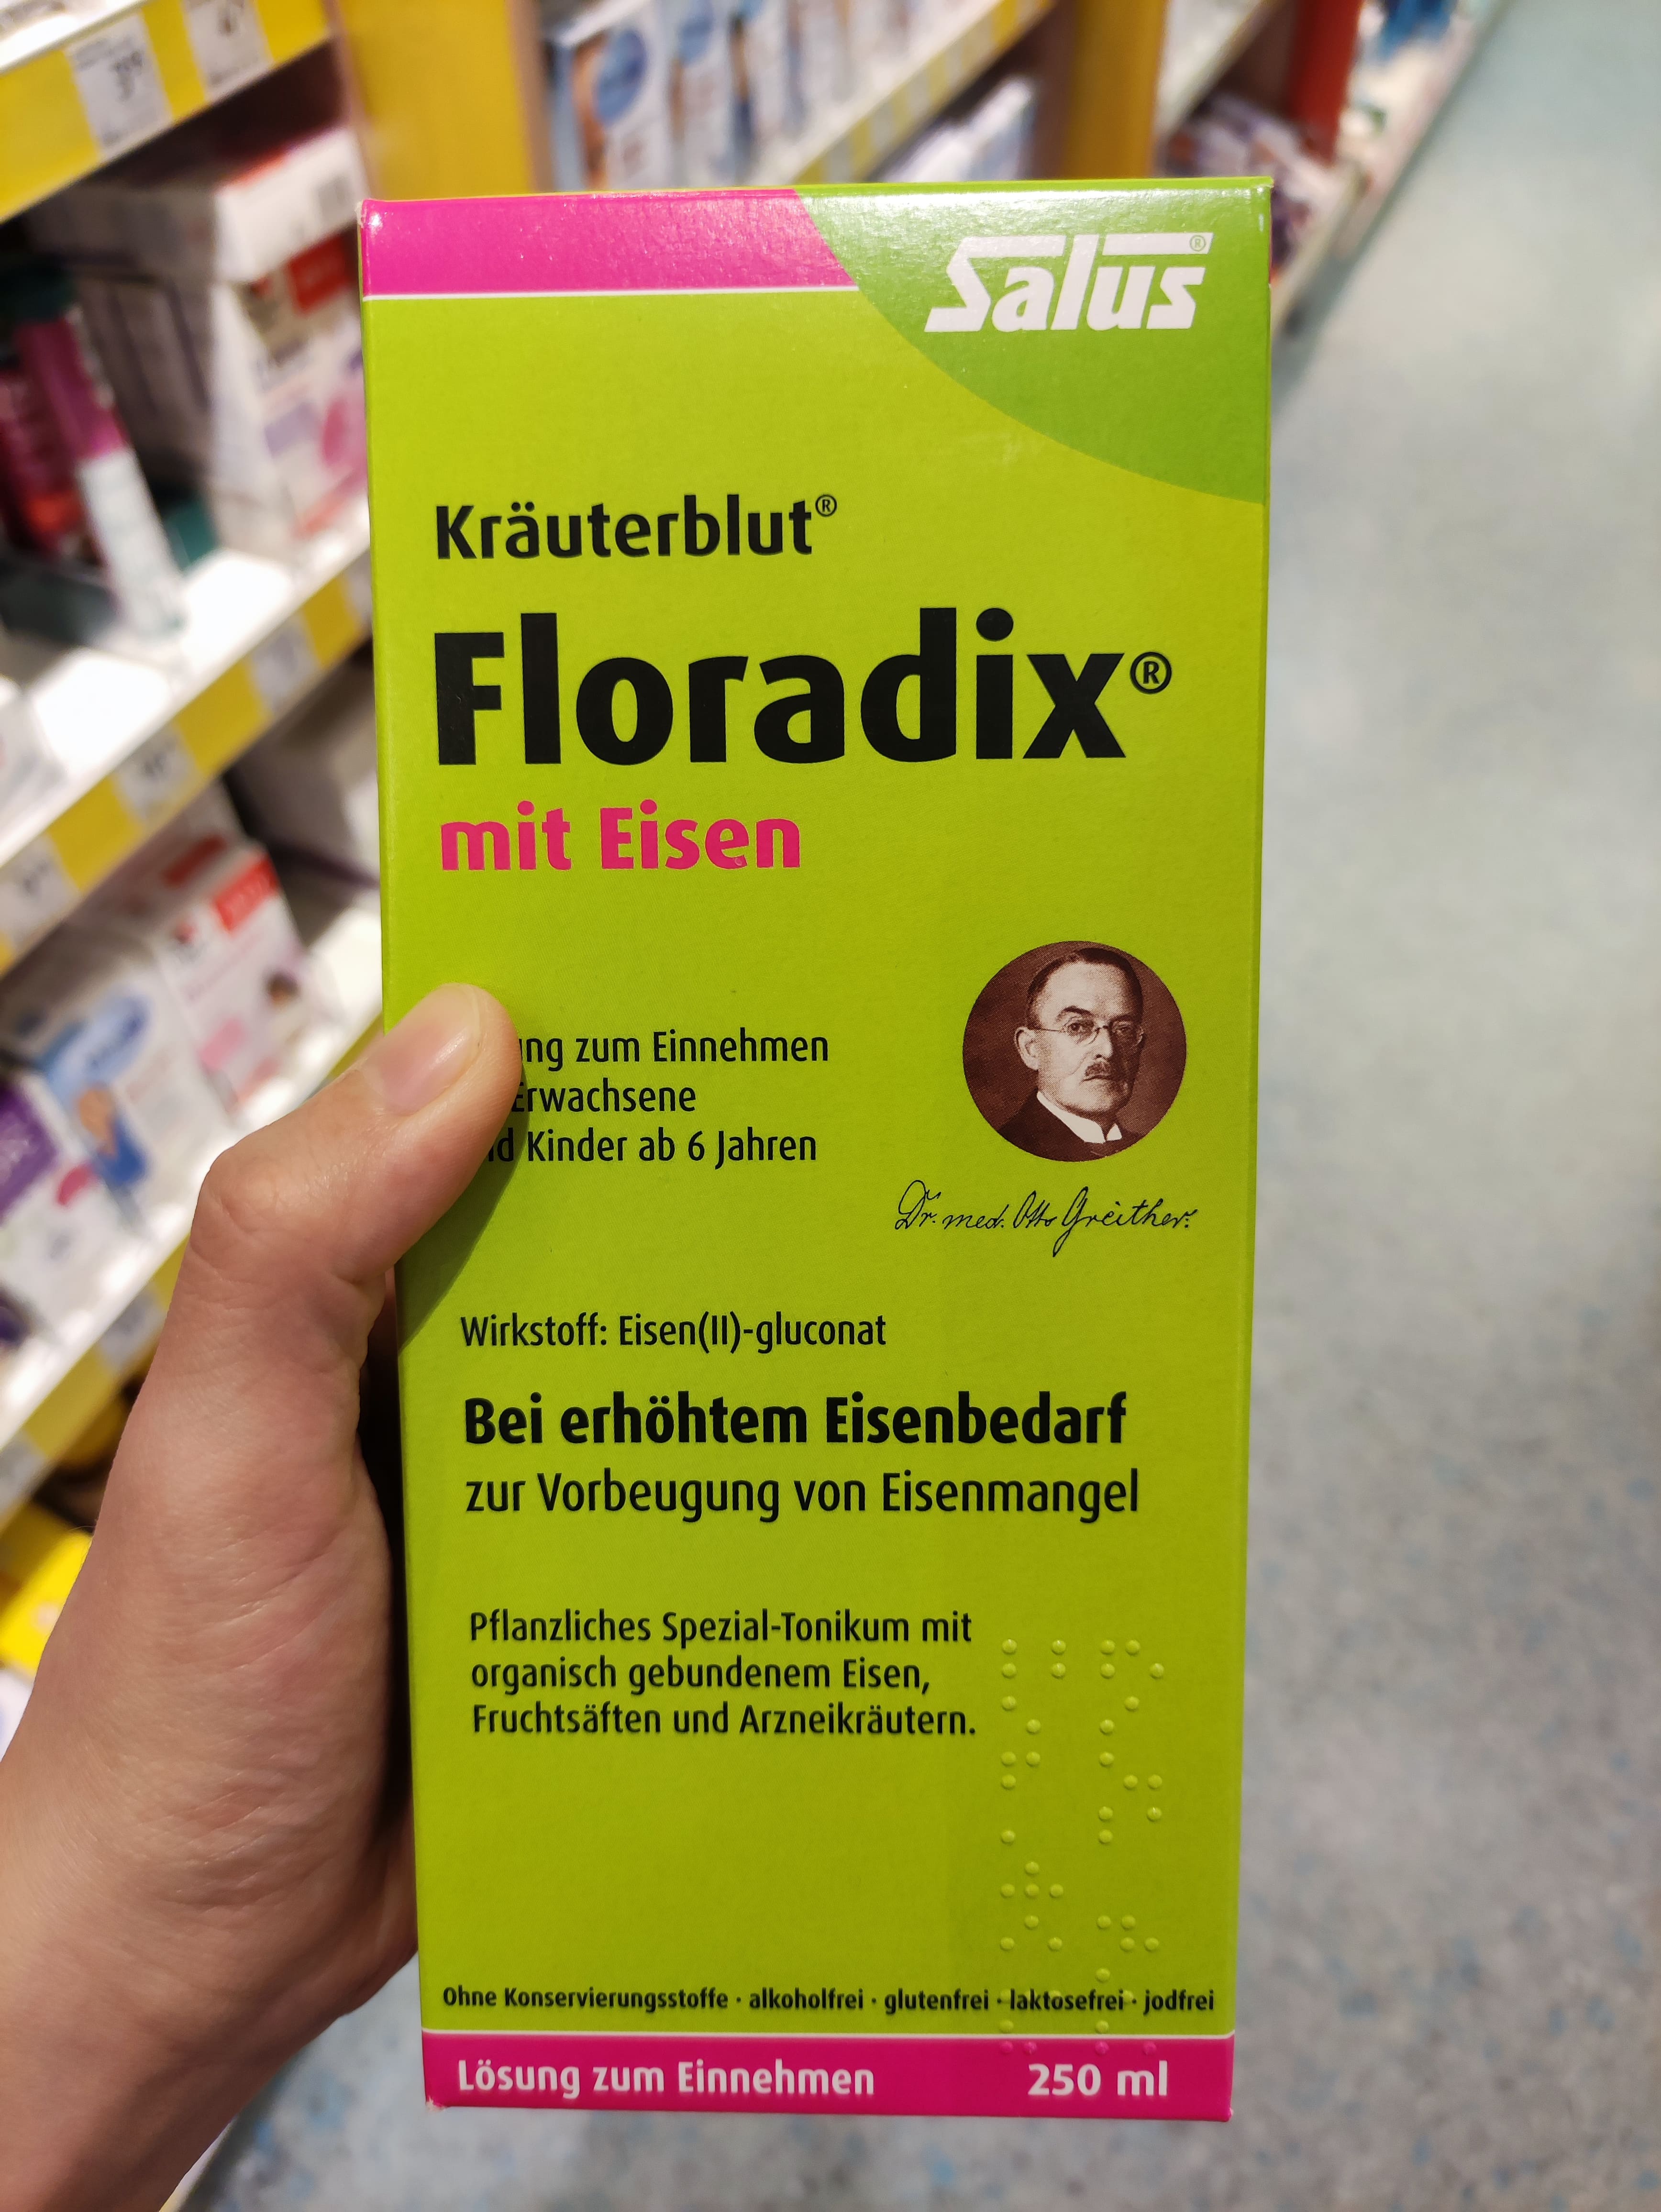 Salus®
Kräuterblut®
Floradix®
mit Eisen
zum Einnehmen
Erwachsene
Kinder ab 6 Jahren
Dr. med. Otto Greither.
Wirkstoff: Eisen(II)-gluconat
Bei erhöhtem Eisenbedarf
zur Vorbeugung von Eisenmangel
Pflanzliches Spezial-Tonikum mit
organisch gebundenem Eisen,
Fruchtsäften und Arzneikräutern.
Ohne Konservierungsstoffe · alkoholfrei · glutenfrei · laktosefrei · jodfrei
Lösung zum Einnehmen 250 ml